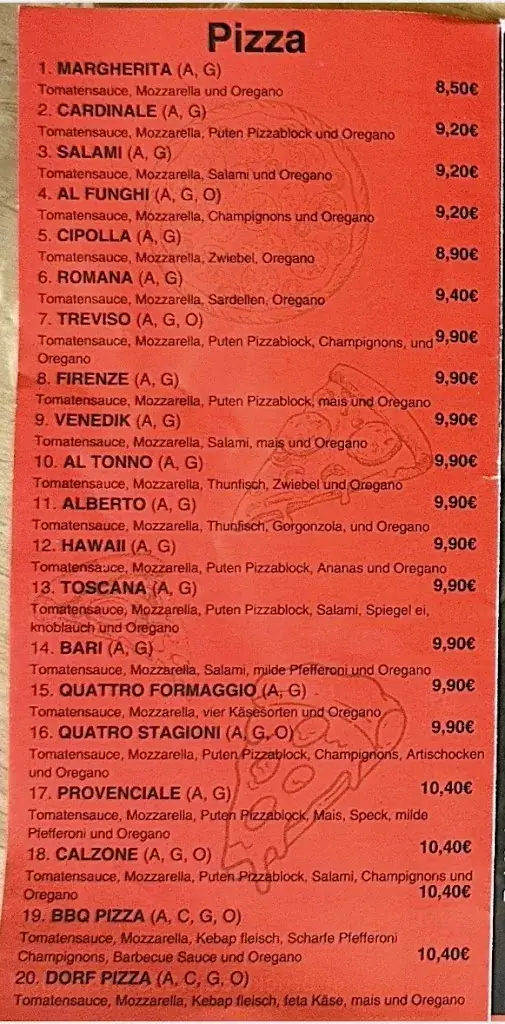 Pizza
1. MARGHERITA (A, G)
Tomatensauce, Mozzarella und Oregano 8,50€
2. CARDINALE (A, G)
Tomatensauce, Mozzarella, Puten Pizzablock und Oregano 9,20€
3. SALAMI (A, G)
Tomatensauce, Mozzarella, Salami und Oregano 9,20€
4. AL FUNGHI (A, G, O)
Tomatensauce, Mozzarella, Champignons und Oregano 9,20€
5. CIPOLLA (A, G)
Tomatensauce, Mozzarella, Zwiebel, Oregano 8,90€
6. ROMANA (A, G)
Tomatensauce, Mozzarella, Sardellen, Oregano 9,40€
7. TREVISO (A, G, O)
Tomatensauce, Mozzarella, Puten Pizzablock, Champignons, und 9,90€
Oregano
8. FIRENZE (A, G) 9,90€
Tomatensauce, Mozzarella, Puten Pizzablock, mais und Oregano
9. VENEDIK (A, G) 9,90€
Tomatensauce, Mozzarella, Salami, mais und Oregano
10. AL TONNO (A, G) 9,90€
Tomatensauce, Mozzarella, Thunfisch, Zwiebel und Oregano
11. ALBERTO (A, G) 9,90€
Tomatensauce, Mozzarella, Thunfisch, Gorgonzola, und Oregano
12. HAWAII (A, G) 9,90€
Tomatensauce, Mozzarella, Puten Pizzablock, Ananas und Oregano
13. TOSCANA (A, G) 9,90€
Tomatensauce, Mozzarella, Puten Pizzablock, Salami, Spiegel ei,
knoblauch und Oregano
14. BARI (A, G) 9,90€
Tomatensauce, Mozzarella, Salami, milde Pfefferoni und Oregano
15. QUATTRO FORMAGGIO (A, G) 9,90€
Tomatensauce, Mozzarella, vier Käsesorten und Oregano
16. QUATRO STAGIONI (A, G, O) 9,90€
Tomatensauce, Mozzarella, Puten Pizzablock, Champignons, Artischocken
und Oregano
17. PROVENCIALE (A, G) 10,40€
Tomatensauce, Mozzarella, Puten Pizzablock, Mais, Speck, milde
Pfefferoni und Oregano
18. CALZONE (A, G, O) 10,40€
Tomatensauce, Mozzarella, Puten Pizzablock, Salami, Champignons und
Oregano 10,40€
19. BBQ PIZZA (A, C, G, O)
Tomatensauce, Mozzarella, Kebap fleisch, Scharfe Pfefferoni
Champignons, Barbecue Sauce und Oregano 10,40€
20. DORF PIZZA (A, C, G, O)
Tomatensauce, Mozzarella, Kebap fleisch, feta Käse, mais und Oregano